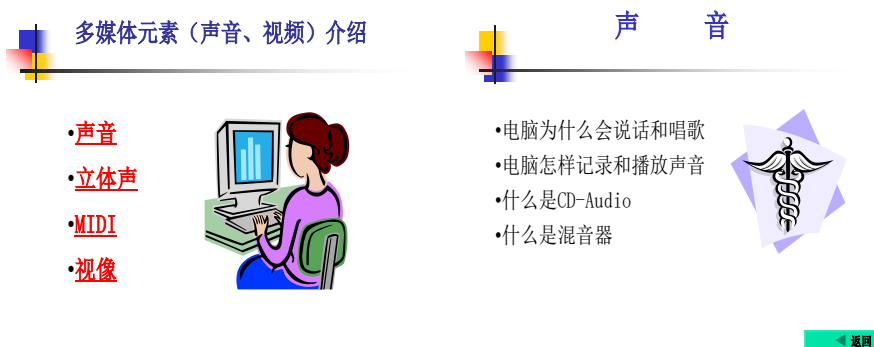 多媒体元素（声音、视频）介绍
•声音
•立体声
•MIDI
•视像
声 音
•电脑为什么会说话和唱歌
•电脑怎样记录和播放声音
•什么是CD-Audio
•什么是混音器
返回